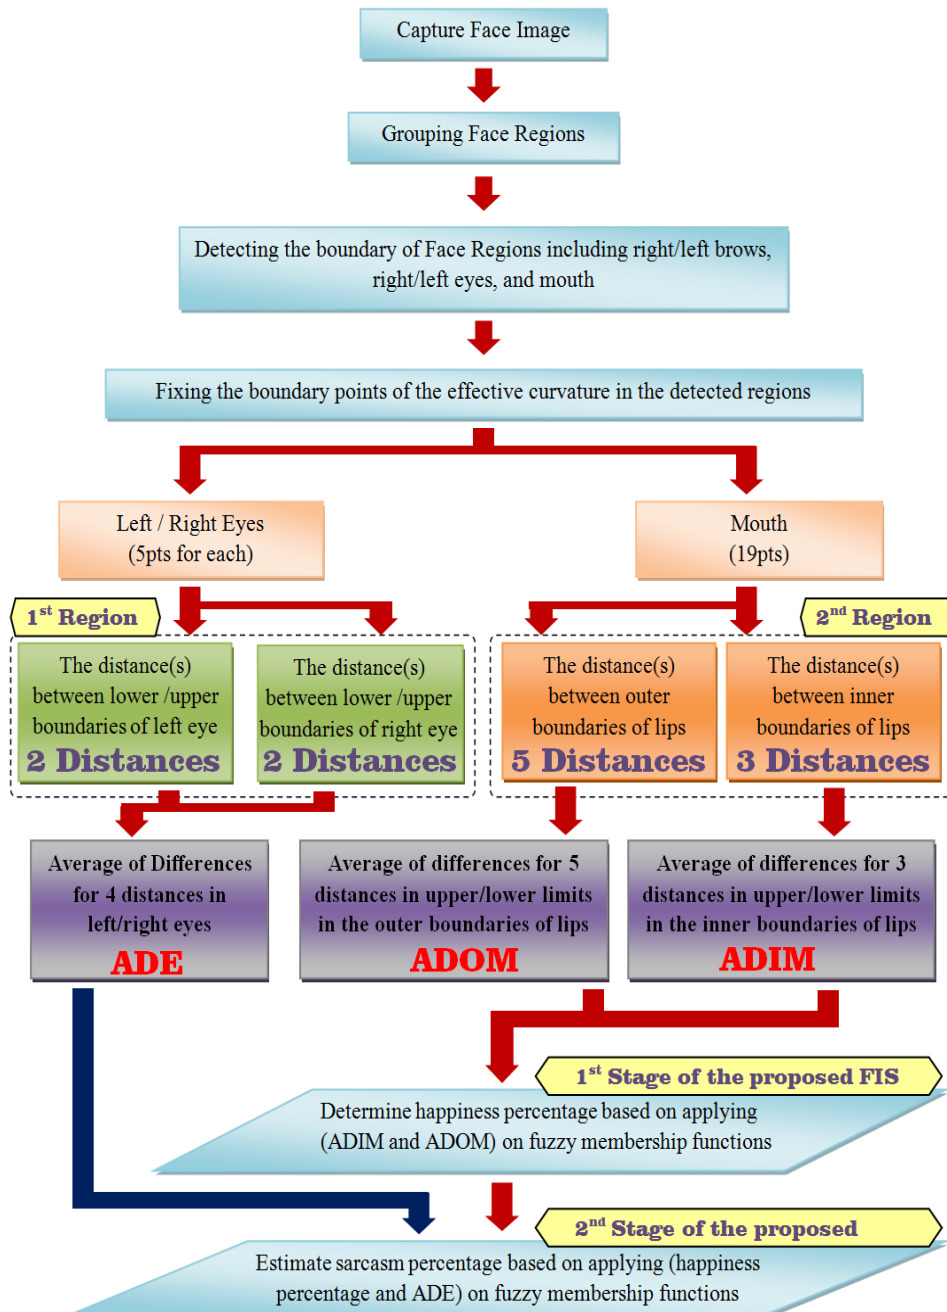 Capture Face Image
Grouping Face Regions
Detecting the boundary of Face Regions including right/left brows,
right/left eyes, and mouth
Fixing the boundary points of the effective curvature in the detected regions
Left / Right Eyes
(5pts for each)
Mouth
(19pts)
1st Region
2nd Region
The distance(s)
between lower /upper
boundaries of left eye
2 Distances
The distance(s)
between lower /upper
boundaries of right eye
2 Distances
The distance(s)
between outer
boundaries of lips
5 Distances
The distance(s)
between inner
boundaries of lips
3 Distances
Average of Differences
for 4 distances in
left/right eyes
ADE
Average of differences for 5
distances in upper/lower limits
in the outer boundaries of lips
ADOM
Average of differences for 3
distances in upper/lower limits
in the inner boundaries of lips
ADIM
1st Stage of the proposed FIS
Determine happiness percentage based on applying
(ADIM and ADOM) on fuzzy membership functions
2nd Stage of the proposed
Estimate sarcasm percentage based on applying (happiness
percentage and ADE) on fuzzy membership functions